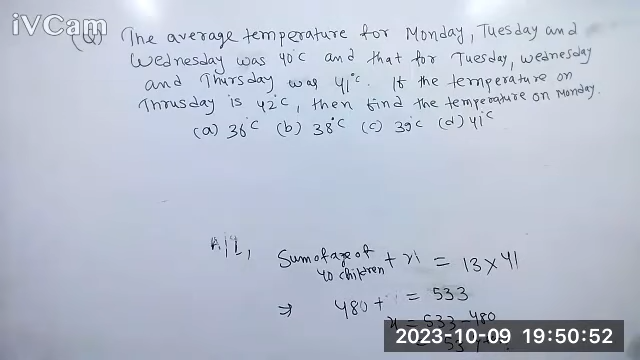 iVCam
(Q) The average temperature for Monday, Tuesday and
Wednesday was 40°C and that for Tuesday, Wednesday
and Thursday was 41°C. If the temperature on
Thrusday is 42°C, then find the temperature on Monday.
(a) 36°C (b) 38°C (c) 39°C (d) 41°C
A/Q,
Sum of age of
40 children + x = 13 × 41
⇒ 480 + = 533
x = 533-480
2023-10-09 19:50:52